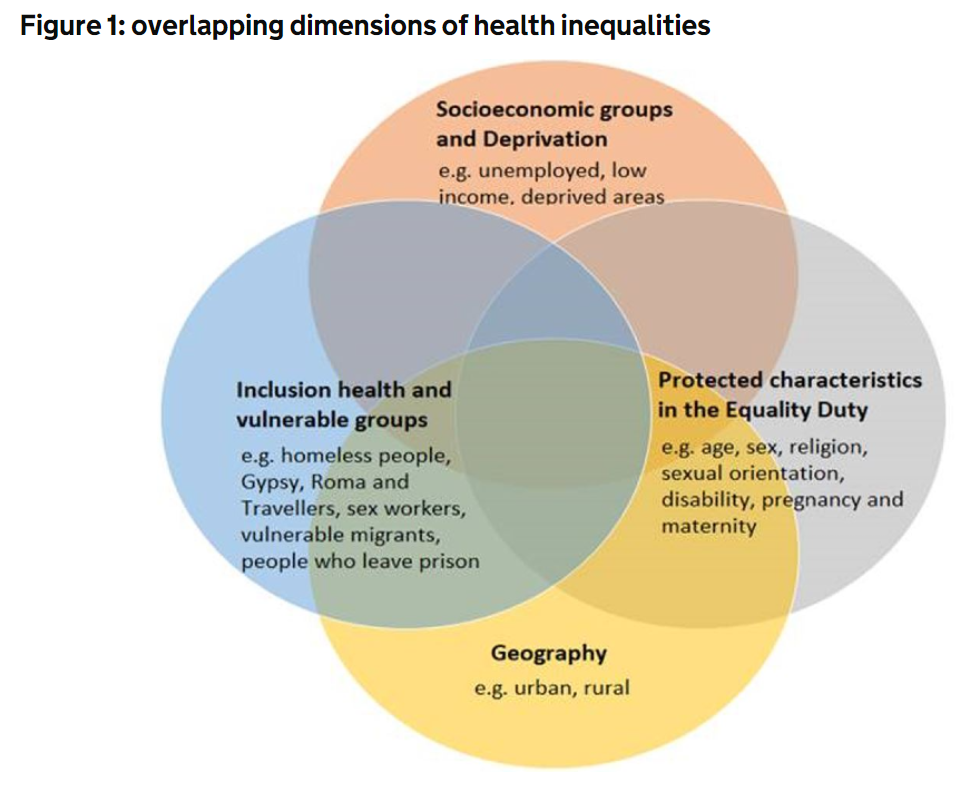 Figure 1: overlapping dimensions of health inequalities
Socioeconomic groups
and Deprivation
e.g. unemployed, low
income, deprived areas
Inclusion health and
vulnerable groups
e.g. homeless people,
Gypsy, Roma and
Travellers, sex workers,
vulnerable migrants,
people who leave prison
Protected characteristics
in the Equality Duty
e.g. age, sex, religion,
sexual orientation,
disability, pregnancy and
maternity
Geography
e.g. urban, rural